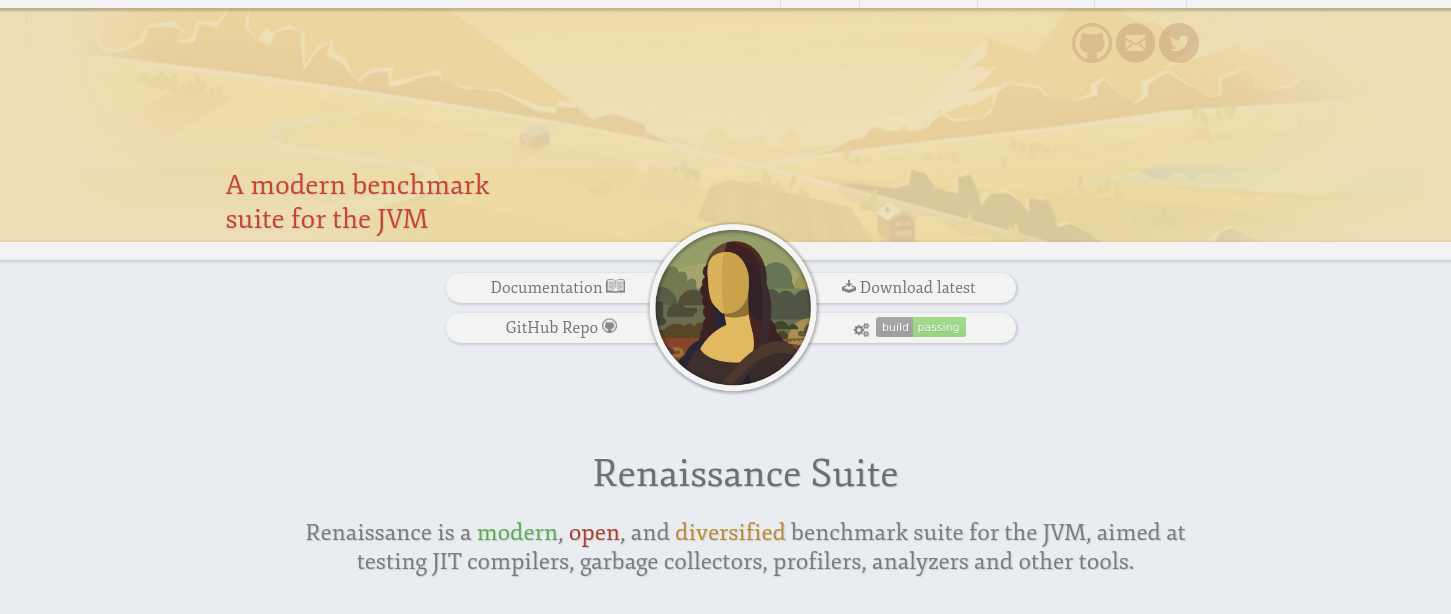 A modern benchmark
suite for the JVM
Documentation
Download latest
GitHub Repo
build passing
Renaissance Suite
Renaissance is a modern, open, and diversified benchmark suite for the JVM, aimed at
testing JIT compilers, garbage collectors, profilers, analyzers and other tools.